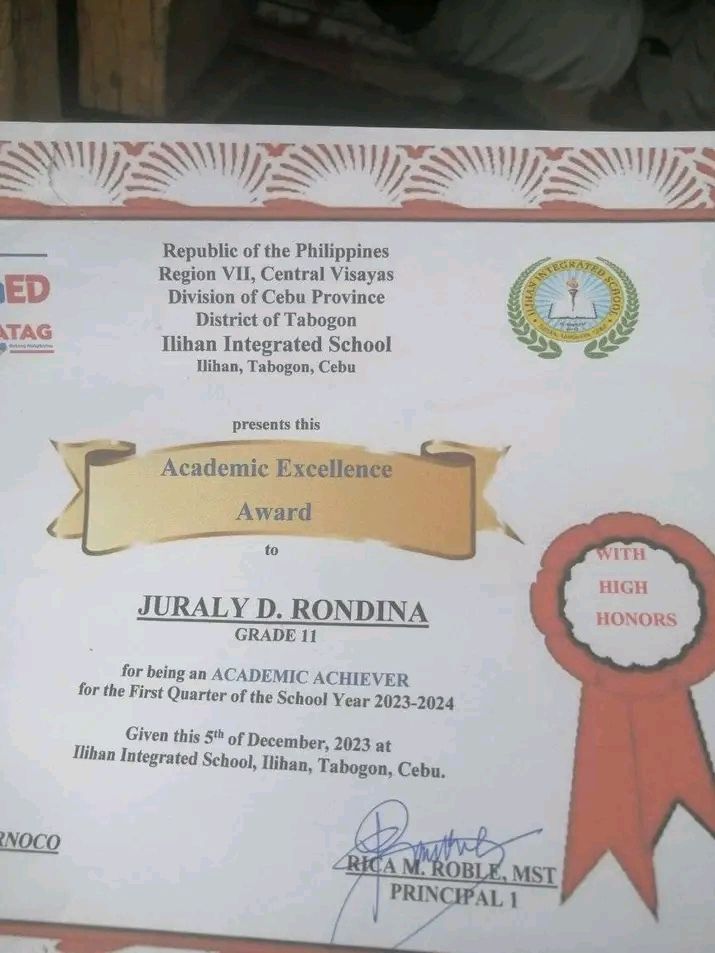 Republic of the Philippines
Region VII, Central Visayas
Division of Cebu Province
District of Tabogon
Ilihan Integrated School
Ilihan, Tabogon, Cebu
ED
ATAG
ILIHAN INTEGRATED SCHOOL
presents this
Academic Excellence
Award
to
JURALY D. RONDINA
GRADE 11
WITH
HIGH
HONORS
for being an ACADEMIC ACHIEVER
for the First Quarter of the School Year 2023-2024
Given this 5th of December, 2023 at
Ilihan Integrated School, Ilihan, Tabogon, Cebu.
RNOCO
RICA M. ROBLE, MST
PRINCIPAL 1